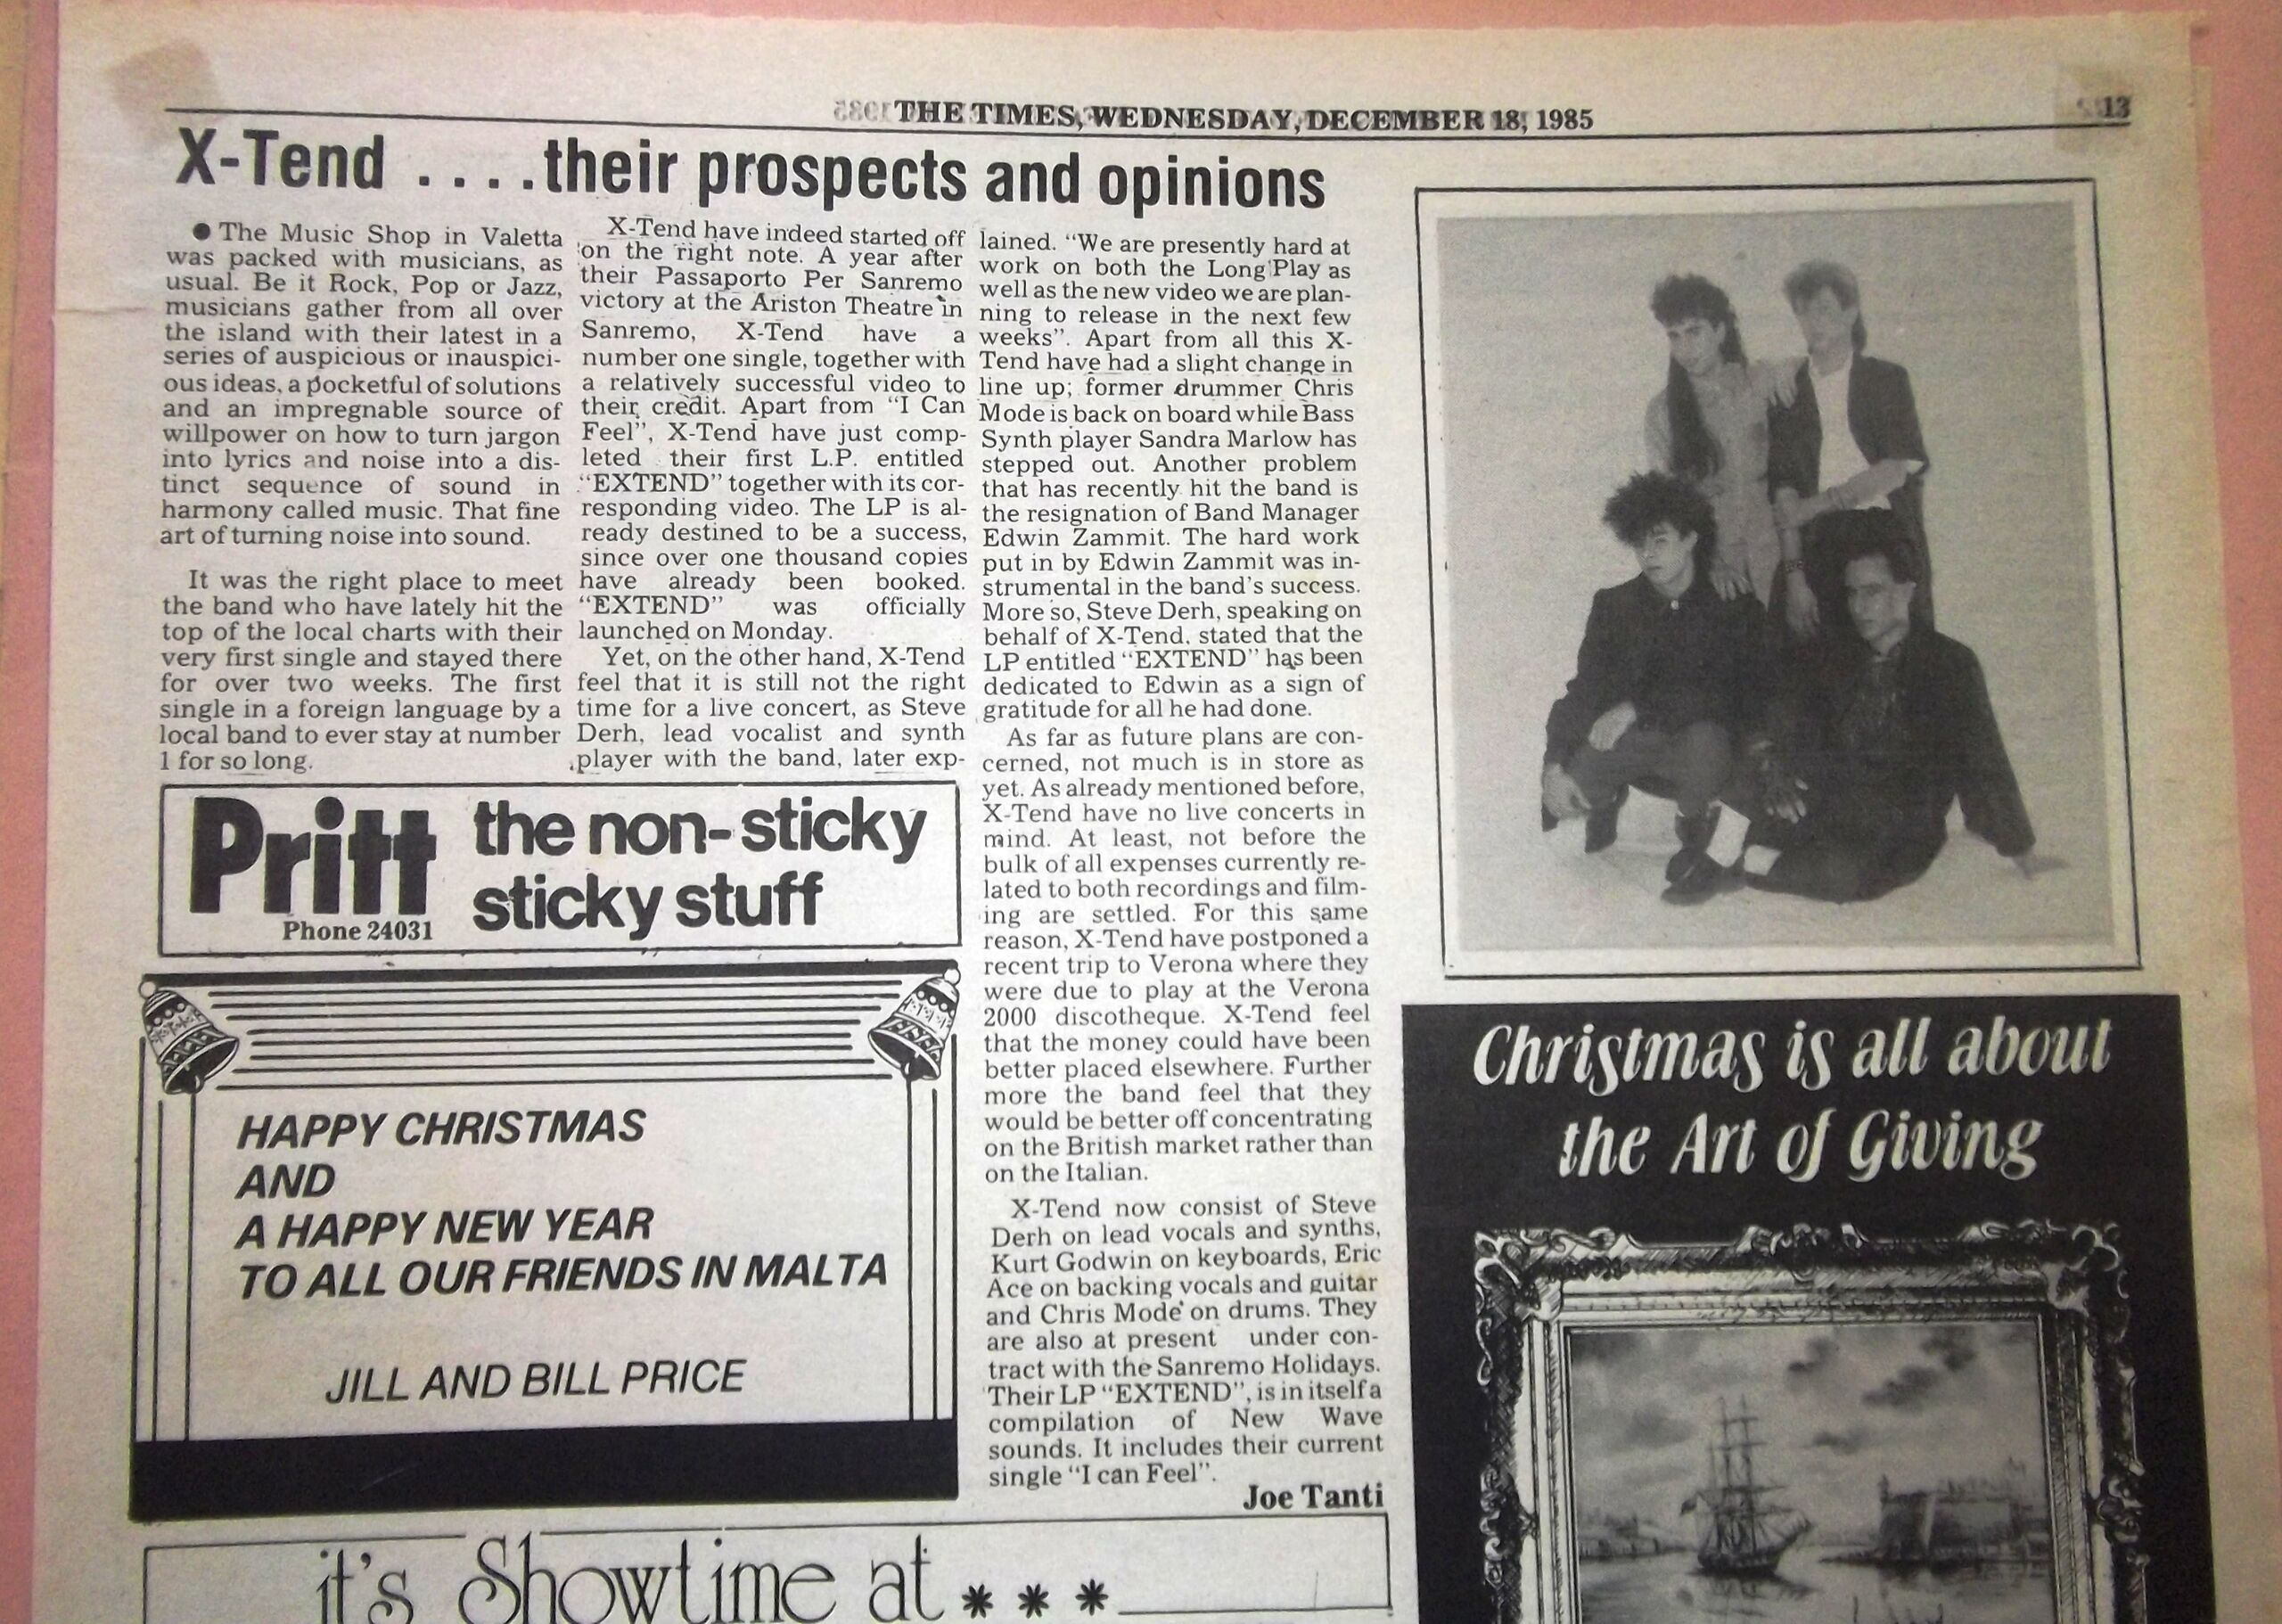 THE TIMES, WEDNESDAY, DECEMBER 18, 1985
13
X-Tend ....their prospects and opinions
● The Music Shop in Valetta
was packed with musicians, as
usual. Be it Rock, Pop or Jazz,
musicians gather from all over
the island with their latest in a
series of auspicious or inauspici-
ous ideas, a pocketful of solutions
and an impregnable source of
willpower on how to turn jargon
into lyrics and noise into a dis-
tinct sequence of sound in
harmony called music. That fine
art of turning noise into sound.
It was the right place to meet
the band who have lately hit the
top of the local charts with their
very first single and stayed there
for over two weeks. The first
single in a foreign language by a
local band to ever stay at number
1 for so long.
X-Tend have indeed started off
on the right note. A year after
their Passaporto Per Sanremo
victory at the Ariston Theatre in
Sanremo, X-Tend have a
number one single, together with
a relatively successful video to
their credit. Apart from "I Can
Feel", X-Tend have just comp-
leted their first L.P. entitled
"EXTEND" together with its cor-
responding video. The LP is al-
ready destined to be a success,
since over one thousand copies
have already been booked.
"EXTEND" was officially
launched on Monday.
Yet, on the other hand, X-Tend
feel that it is still not the right
time for a live concert, as Steve
Derh, lead vocalist and synth
player with the band, later exp-
lained. "We are presently hard at
work on both the Long Play as
well as the new video we are plan-
ning to release in the next few
weeks". Apart from all this X-
Tend have had a slight change in
line up; former drummer Chris
Mode is back on board while Bass
Synth player Sandra Marlow has
stepped out. Another problem
that has recently hit the band is
the resignation of Band Manager
Edwin Zammit. The hard work
put in by Edwin Zammit was in-
strumental in the band's success.
More so, Steve Derh, speaking on
behalf of X-Tend, stated that the
LP entitled "EXTEND" has been
dedicated to Edwin as a sign of
gratitude for all he had done.
As far as future plans are con-
cerned, not much is in store as
yet. As already mentioned before,
X-Tend have no live concerts in
mind. At least, not before the
bulk of all expenses currently re-
lated to both recordings and film-
ing are settled. For this same
reason, X-Tend have postponed a
recent trip to Verona where they
were due to play at the Verona
2000 discotheque. X-Tend feel
that the money could have been
better placed elsewhere. Further
more the band feel that they
would be better off concentrating
on the British market rather than
on the Italian.
X-Tend now consist of Steve
Derh on lead vocals and synths,
Kurt Godwin on keyboards, Eric
Ace on backing vocals and guitar
and Chris Mode on drums. They
are also at present under con-
tract with the Sanremo Holidays.
Their LP "EXTEND", is in itself a
compilation of New Wave
sounds. It includes their current
single "I can Feel".
Joe Tanti
Pritt
Phone 24031
the non-sticky
sticky stuff
HAPPY CHRISTMAS
AND
A HAPPY NEW YEAR
TO ALL OUR FRIENDS IN MALTA
JILL AND BILL PRICE
Christmas is all about
the Art of Giving
it's Showtime at * * *